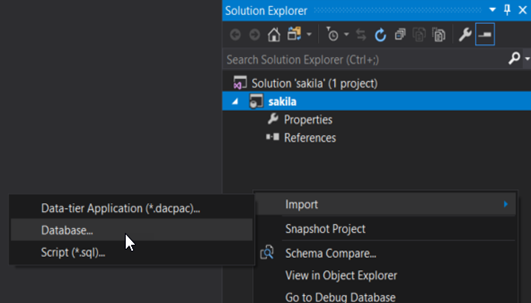 Solution Explorer
Search Solution Explorer (Ctrl+;)
Solution 'sakila' (1 project)
sakila
Properties
References
Import
Data-tier Application (*.dacpac)...
Database...
Script (*.sql)...
Snapshot Project
Schema Compare...
View in Object Explorer
Go to Debug Database